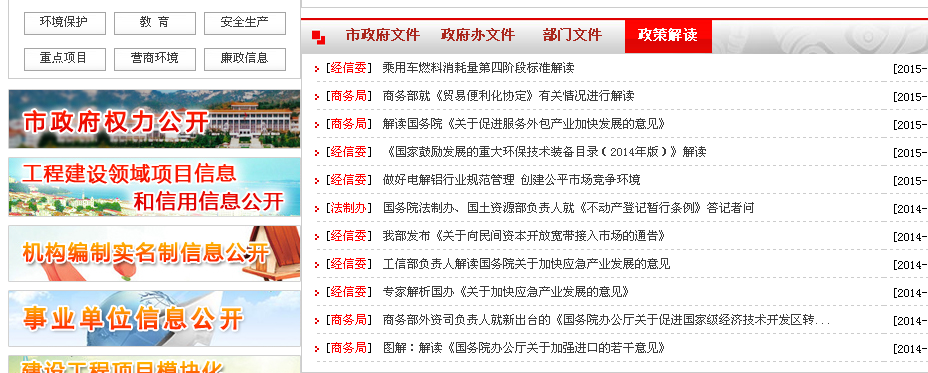 环境保护 教 育 安全生产
重点项目 营商环境 廉政信息
市政府权力公开
工程建设领域项目信息
和信用信息公开
机构编制实名制信息公开
事业单位信息公开
建设工程项目模块化
市政府文件 政府办文件 部门文件 政策解读
[经信委] 乘用车燃料消耗量第四阶段标准解读 [2015-
[商务局] 商务部就《贸易便利化协定》有关情况进行解读 [2015-
[商务局] 解读国务院《关于促进服务外包产业加快发展的意见》 [2015-
[经信委] 《国家鼓励发展的重大环保技术装备目录（2014年版）》解读 [2015-
[经信委] 做好电解铝行业规范管理 创建公平市场竞争环境 [2015-
[法制办] 国务院法制办、国土资源部负责人就《不动产登记暂行条例》答记者问 [2014-
[经信委] 我部发布《关于向民间资本开放宽带接入市场的通告》 [2014-
[经信委] 工信部负责人解读国务院关于加快应急产业发展的意见 [2014-
[经信委] 专家解析国办《关于加快应急产业发展的意见》 [2014-
[商务局] 商务部外资司负责人就新出台的《国务院办公厅关于促进国家级经济技术开发区转... [2014-
[商务局] 图解：解读《国务院办公厅关于加强进口的若干意见》 [2014-